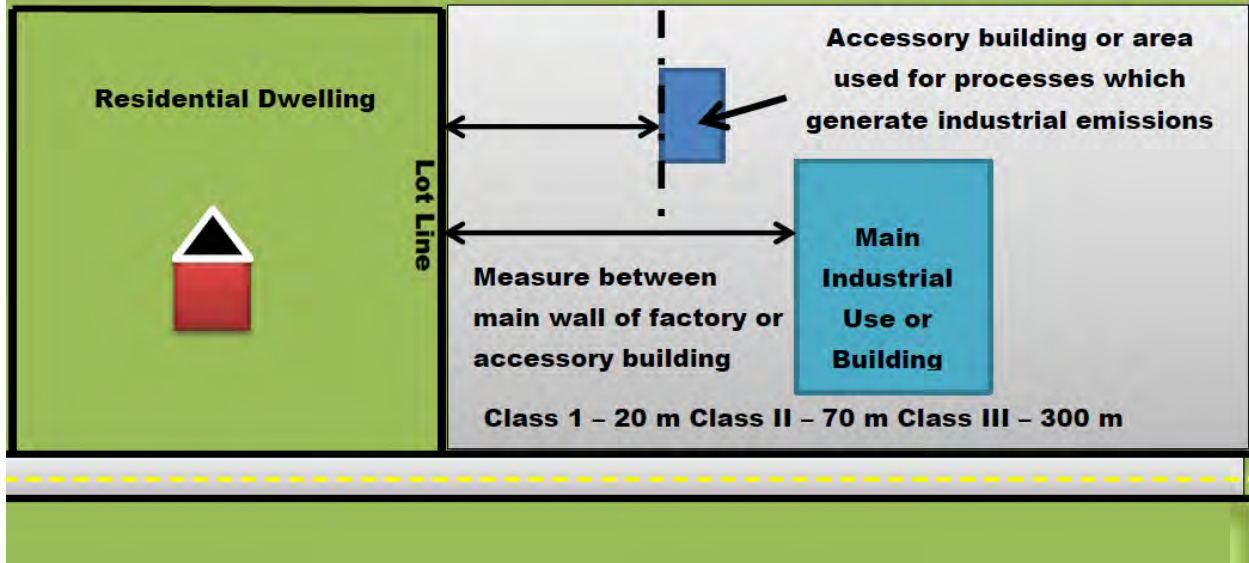 Residential Dwelling
Accessory building or area
used for processes which
generate industrial emissions
Lot Line
Measure between
main wall of factory or
accessory building
Main
Industrial
Use or
Building
Class 1 – 20 m Class II – 70 m Class III – 300 m